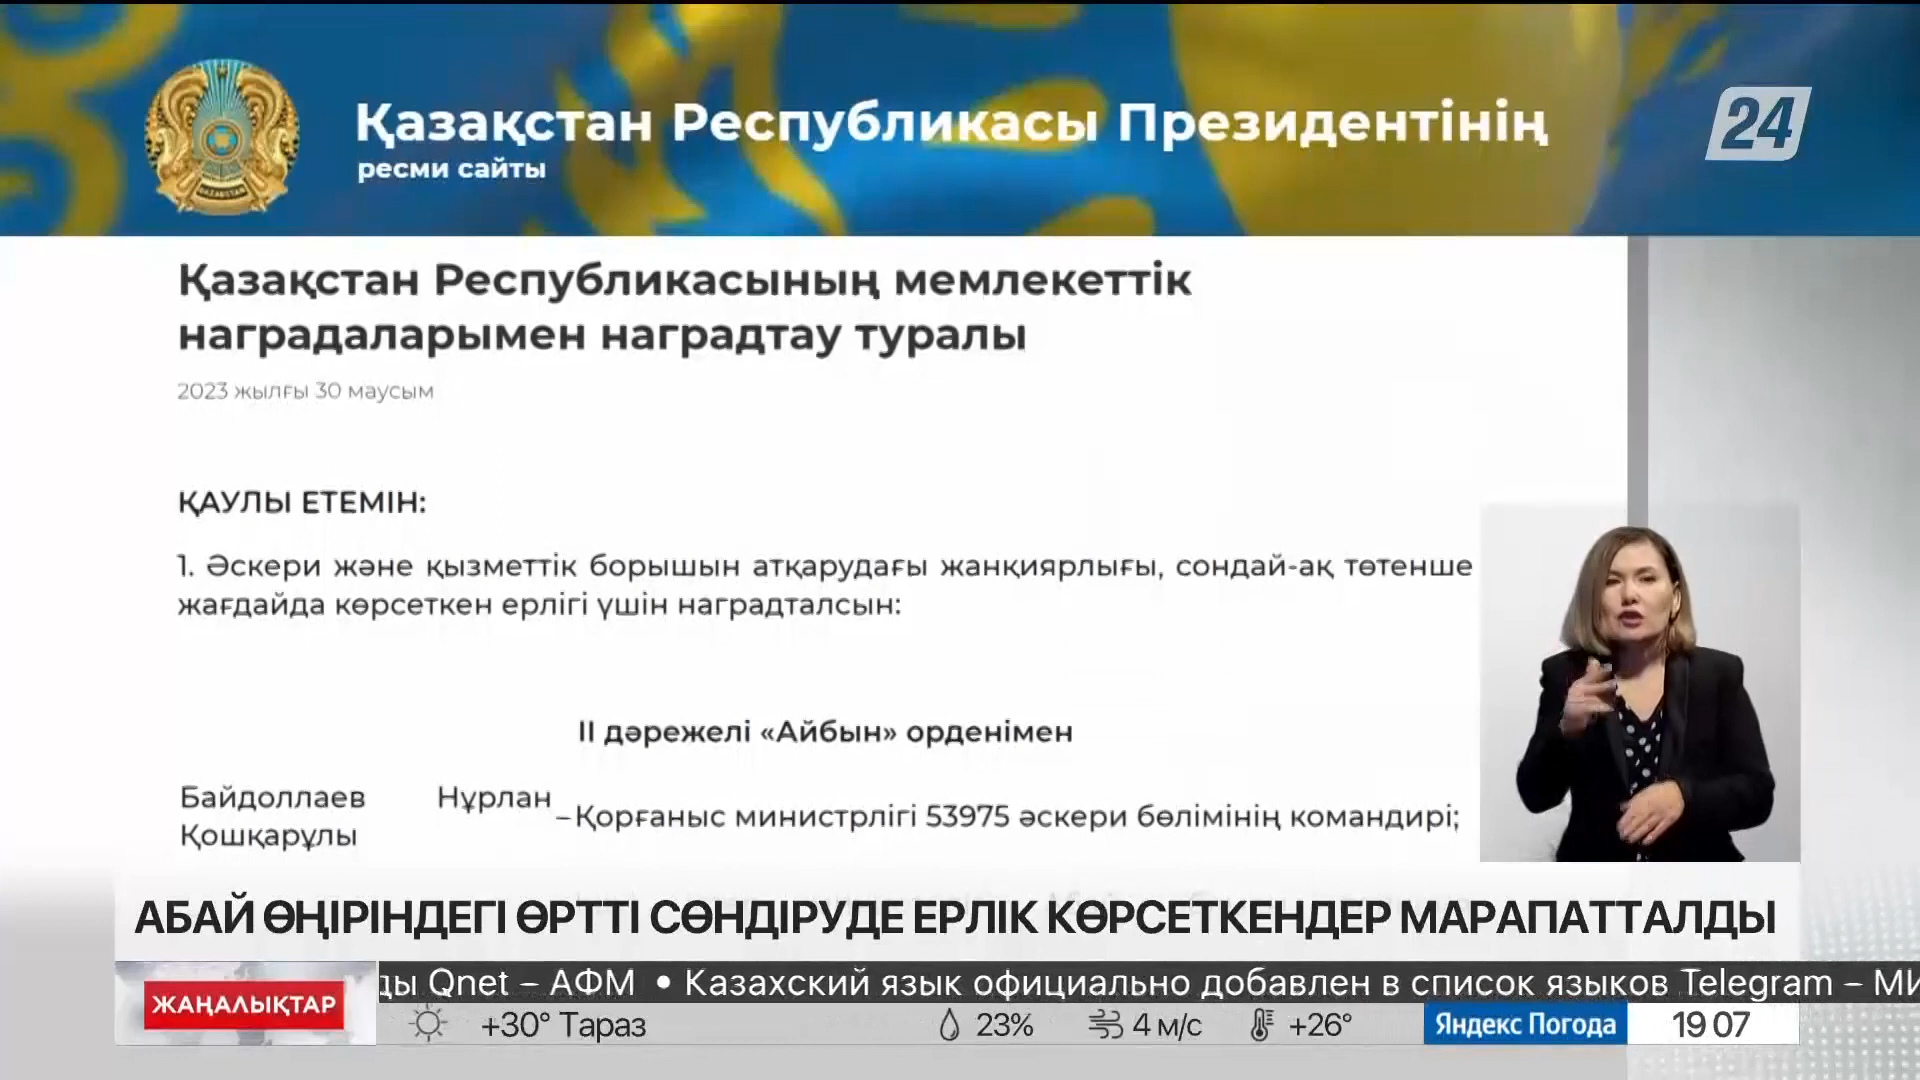 Қазақстан Республикасы Президентінің
ресми сайты
24
Қазақстан Республикасының мемлекеттік
наградаларымен наградтау туралы
2023 жылғы 30 маусым
ҚАУЛЫ ЕТЕМІН:
1. Әскери және қызметтік борышын атқарудағы жанқиярлығы, сондай-ақ төтенше
жағдайда көрсеткен ерлігі үшін наградталсын:
II дәрежелі «Айбын» орденімен
Байдоллаев Нұрлан
Қошқарұлы
– Қорғаныс министрлігі 53975 әскери бөлімінің командирі;
АБАЙ ӨҢІРІНДЕГІ ӨРТТІ СӨНДІРУДЕ ЕРЛІК КӨРСЕТКЕНДЕР МАРАПАТТАЛДЫ
ды Qnet – АФМ • Казахский язык официально добавлен в список языков Telegram – МИ
ЖАҢАЛЫҚТАР
+30° Тараз 23% 4 м/с +26° Яндекс Погода 19 07